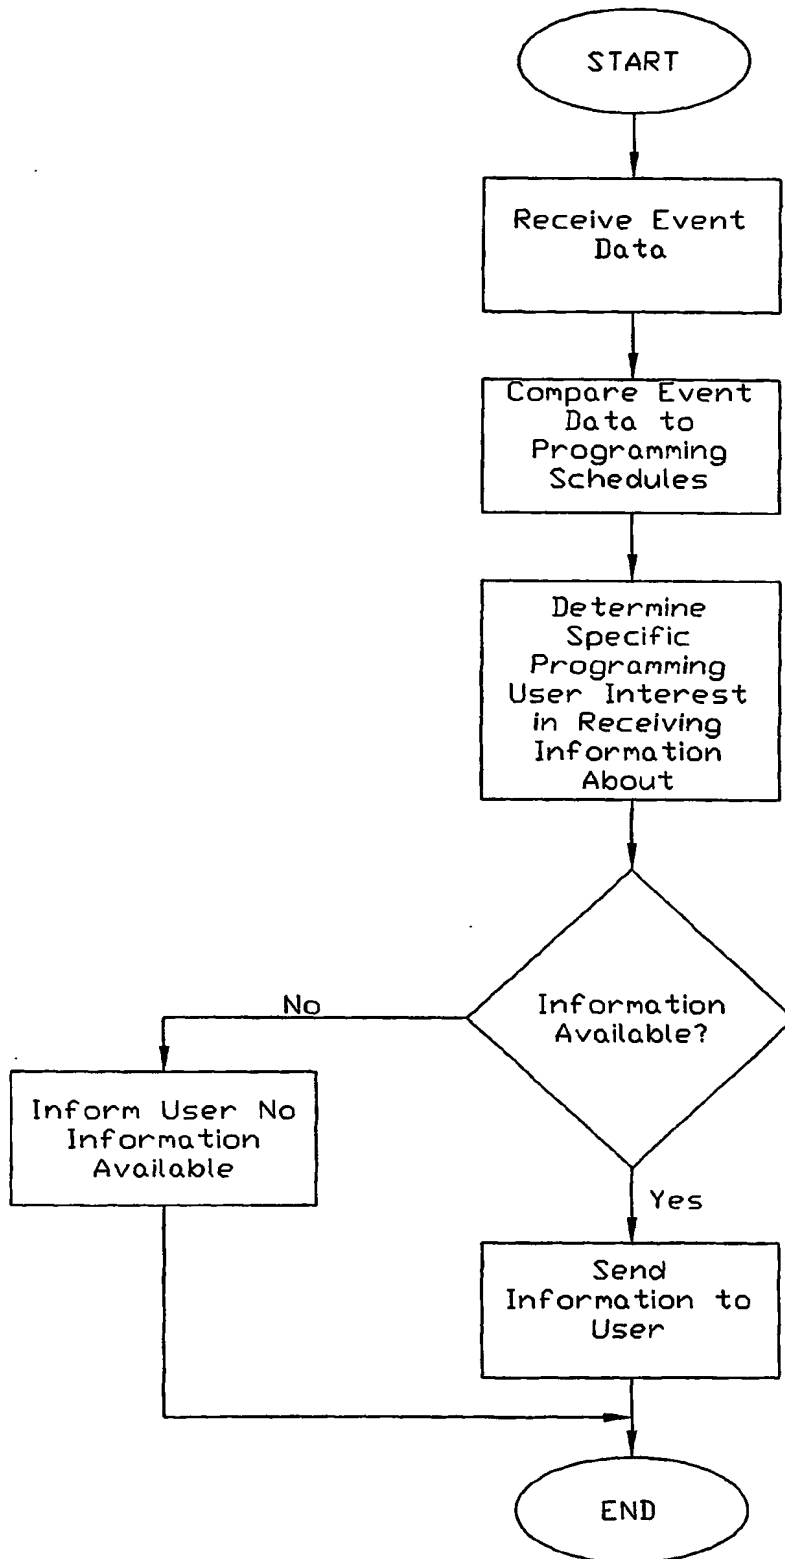 START
Receive Event
Data
Compare Event
Data to
Programming
Schedules
Determine
Specific
Programming
User Interest
in Receiving
Information
About
Information
Available?
No
Inform User No
Information
Available
Yes
Send
Information to
User
END